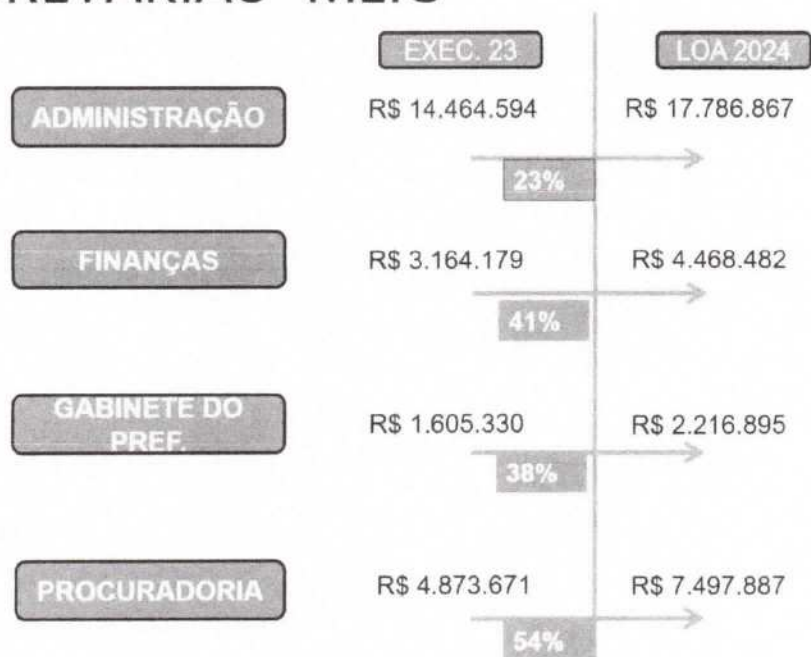 EXEC. 23 LOA 2024
ADMINISTRAÇÃO R$ 14.464.594 R$ 17.786.867
23%
FINANÇAS R$ 3.164.179 R$ 4.468.482
41%
GABINETE DO
PREF. R$ 1.605.330 R$ 2.216.895
38%
PROCURADORIA R$ 4.873.671 R$ 7.497.887
54%